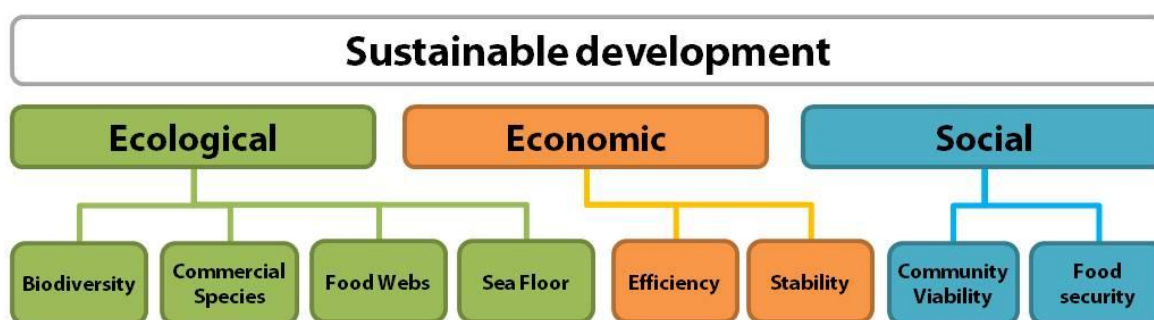 Sustainable development
Ecological
Economic
Social
Biodiversity
Commercial
Species
Food Webs
Sea Floor
Efficiency
Stability
Community
Viability
Food
security